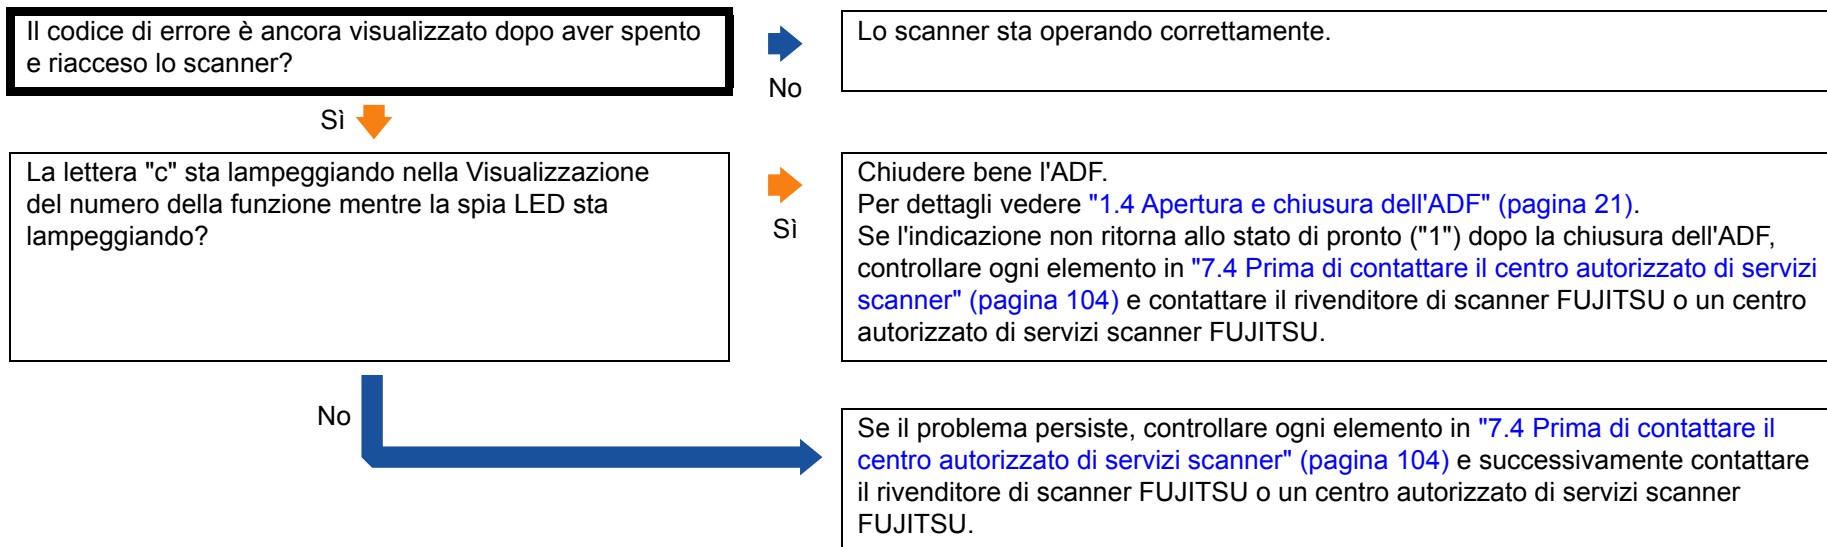 Il codice di errore è ancora visualizzato dopo aver spento
e riacceso lo scanner?
No
Lo scanner sta operando correttamente.
Sì
La lettera "c" sta lampeggiando nella Visualizzazione
del numero della funzione mentre la spia LED sta
lampeggiando?
Sì
Chiudere bene l'ADF.
Per dettagli vedere "1.4 Apertura e chiusura dell'ADF" (pagina 21).
Se l'indicazione non ritorna allo stato di pronto ("1") dopo la chiusura dell'ADF,
controllare ogni elemento in "7.4 Prima di contattare il centro autorizzato di servizi
scanner" (pagina 104) e contattare il rivenditore di scanner FUJITSU o un centro
autorizzato di servizi scanner FUJITSU.
No
Se il problema persiste, controllare ogni elemento in "7.4 Prima di contattare il
centro autorizzato di servizi scanner" (pagina 104) e successivamente contattare
il rivenditore di scanner FUJITSU o un centro autorizzato di servizi scanner
FUJITSU.